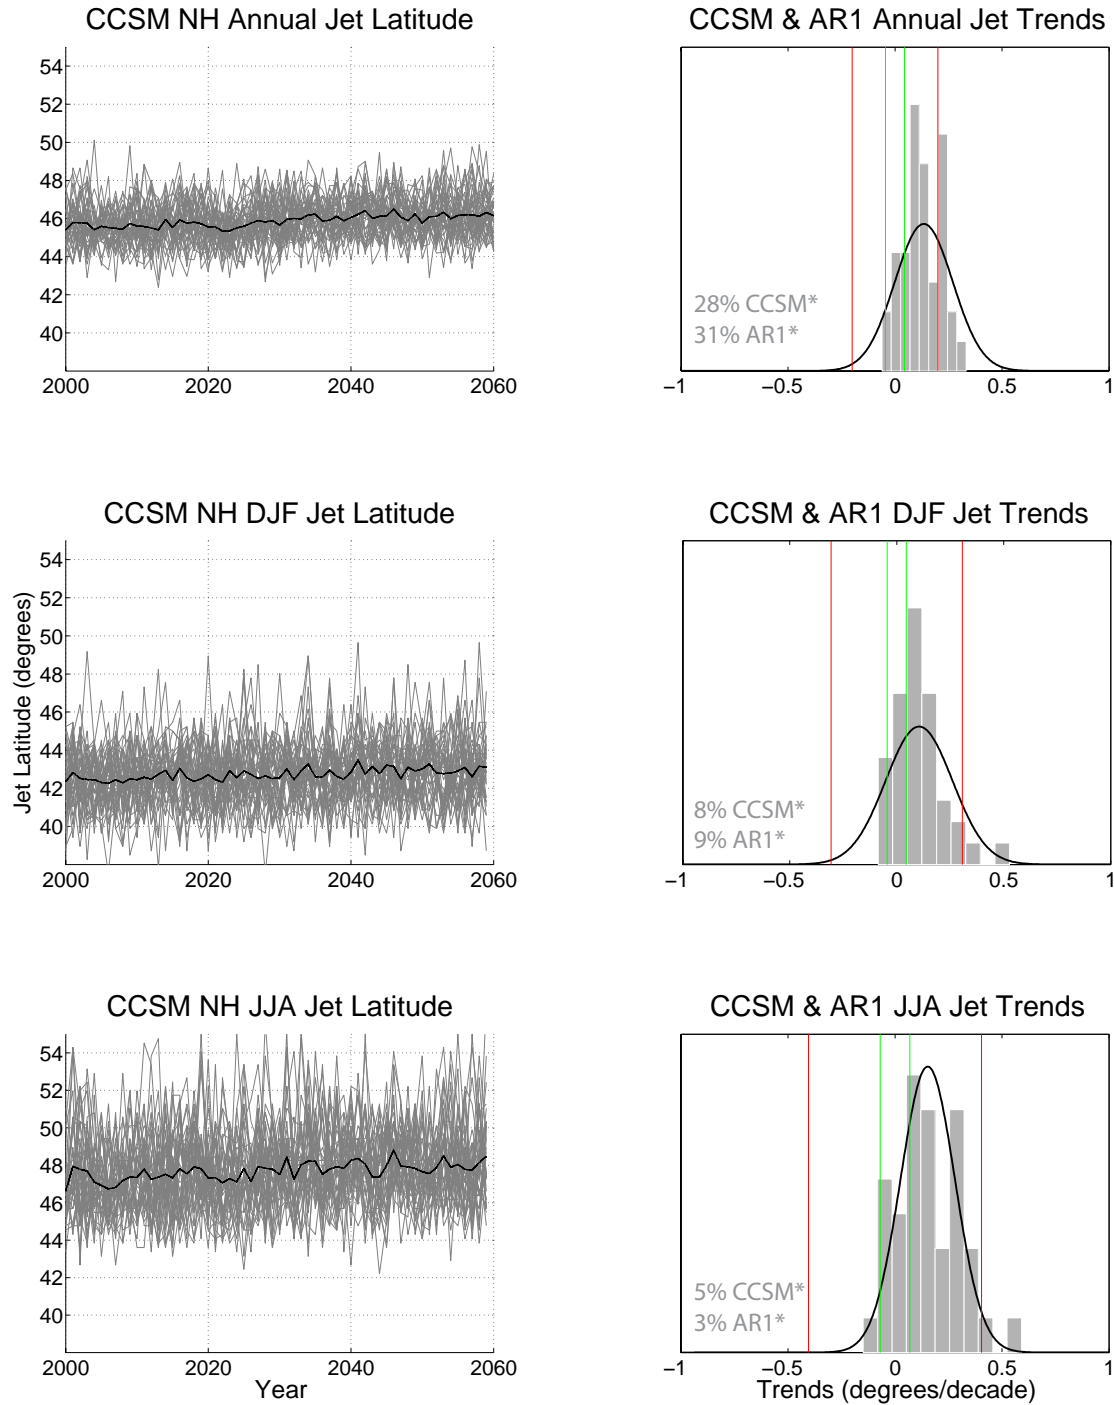 CCSM NH Annual Jet Latitude
54
52
50
48
46
44
42
40
2000 2020 2040 2060
CCSM & AR1 Annual Jet Trends
28% CCSM*
31% AR1*
−1 −0.5 0 0.5 1
CCSM NH DJF Jet Latitude
Jet Latitude (degrees)
54
52
50
48
46
44
42
40
2000 2020 2040 2060
CCSM & AR1 DJF Jet Trends
8% CCSM*
9% AR1*
−1 −0.5 0 0.5 1
CCSM NH JJA Jet Latitude
54
52
50
48
46
44
42
40
2000 2020 2040 2060
Year
CCSM & AR1 JJA Jet Trends
5% CCSM*
3% AR1*
−1 −0.5 0 0.5 1
Trends (degrees/decade)